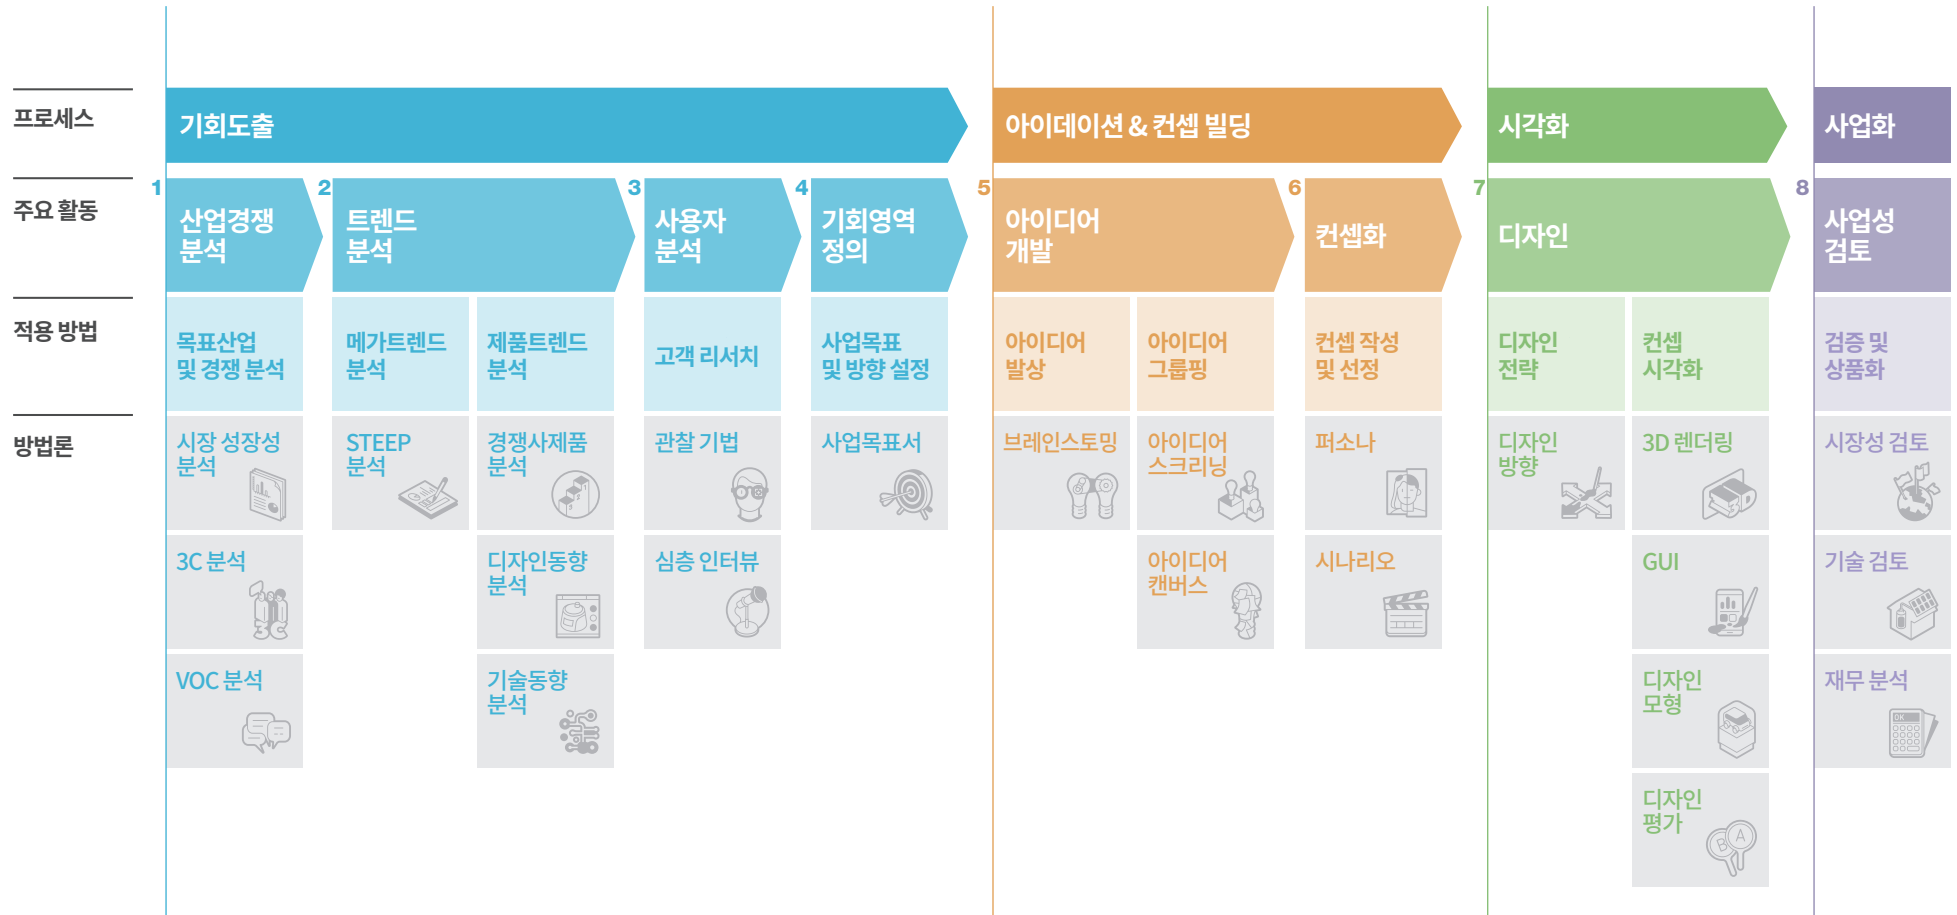 프로세스
기회도출
아이데이션 & 컨셉 빌딩
시각화
사업화
주요 활동
1
산업경쟁
분석
2
트렌드
분석
3
사용자
분석
4
기회영역
정의
5
아이디어
개발
6
컨셉화
7
디자인
8
사업성
검토
적용 방법
목표산업
및 경쟁 분석
메가트렌드
분석
제품트렌드
분석
고객 리서치
사업목표
및 방향 설정
아이디어
발상
아이디어
그룹핑
컨셉 작성
및 선정
디자인
전략
컨셉
시각화
검증 및
상품화
방법론
시장 성장성
분석
STEEP
분석
경쟁사제품
분석
관찰 기법
사업목표서
브레인스토밍
아이디어
스크리닝
퍼소나
디자인
방향
3D 렌더링
시장성 검토
3C 분석
3C
디자인동향
분석
심층 인터뷰
아이디어
캔버스
시나리오
GUI
기술 검토
VOC 분석
기술동향
분석
디자인
모형
재무 분석
OK
디자인
평가
B
A